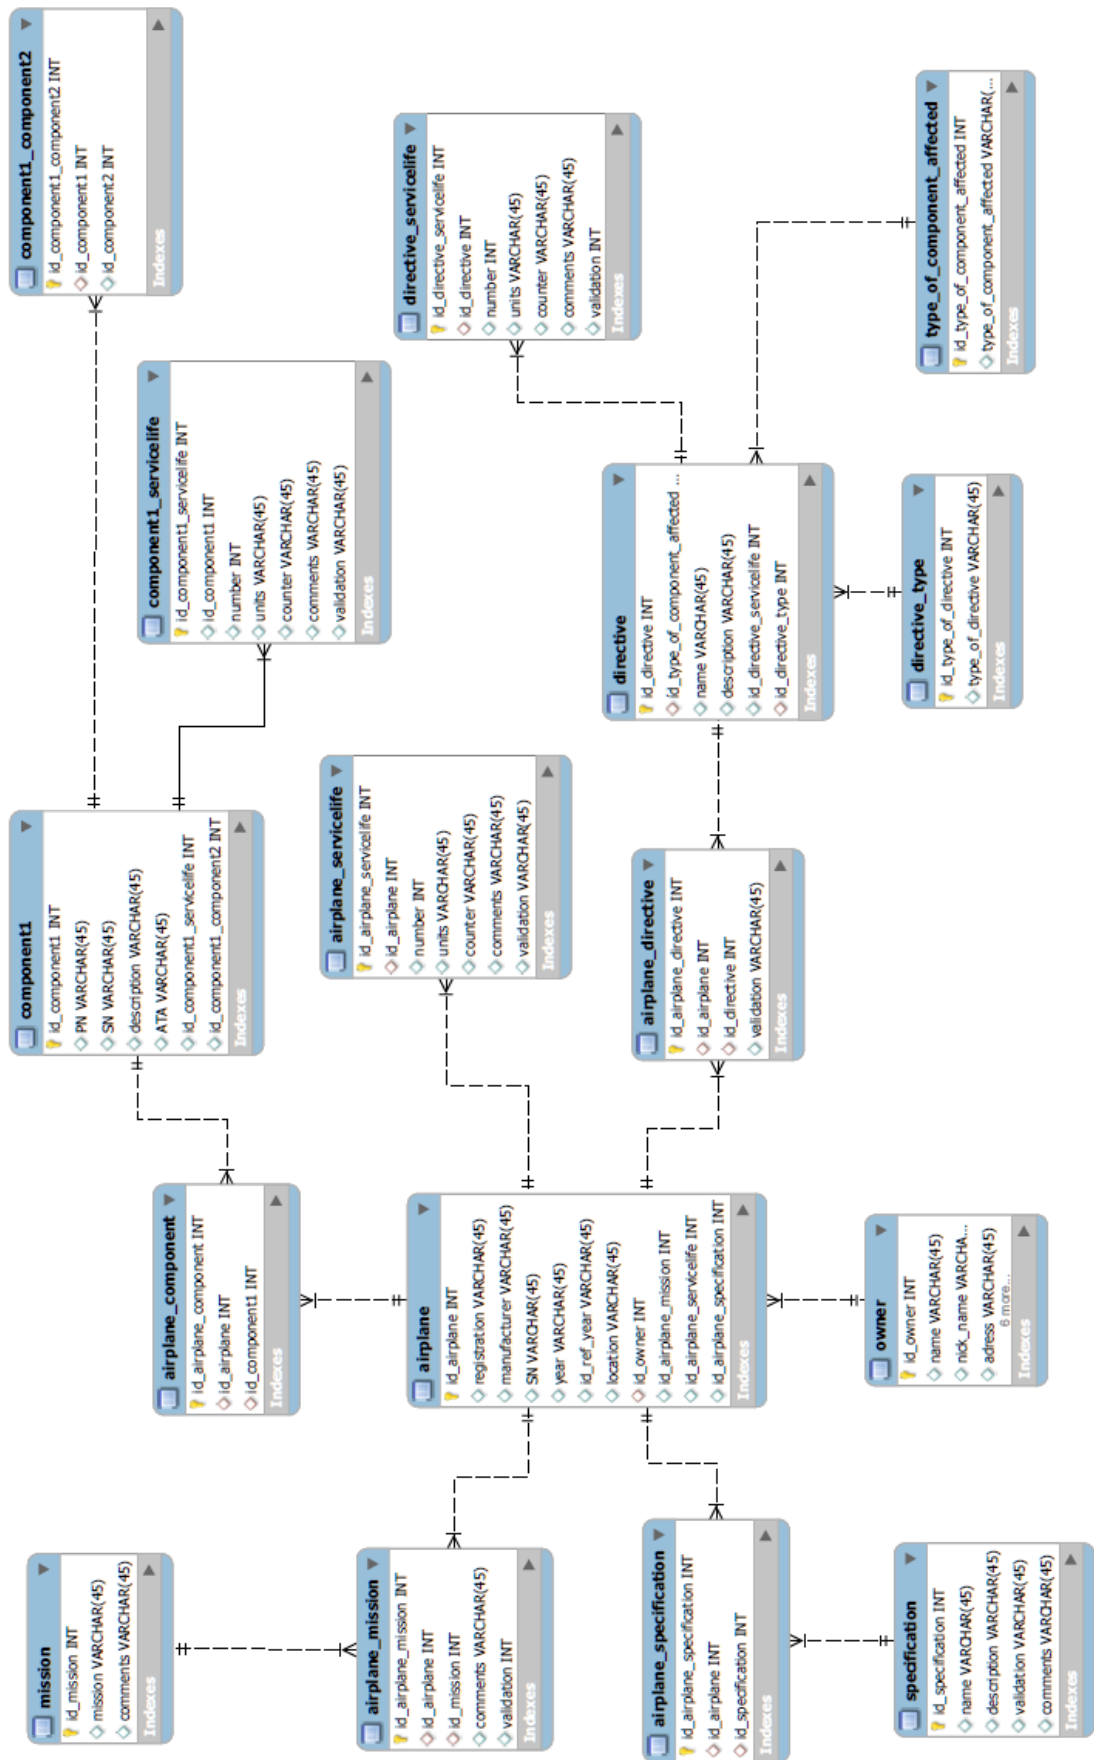 mission
id_mission INT
mission VARCHAR(45)
comments VARCHAR(45)
Indexes
airplane_mission
id_airplane_mission INT
id_airplane INT
id_mission INT
comments VARCHAR(45)
validation INT
Indexes
airplane_specification
id_airplane_specification INT
id_airplane INT
id_specification INT
Indexes
specification
id_specification INT
name VARCHAR(45)
description VARCHAR(45)
validation VARCHAR(45)
comments VARCHAR(45)
Indexes
airplane_component
id_airplane_component INT
id_airplane INT
id_component1 INT
Indexes
airplane
id_airplane INT
registration VARCHAR(45)
manufacturer VARCHAR(45)
SN VARCHAR(45)
year VARCHAR(45)
id_ref_year VARCHAR(45)
location VARCHAR(45)
id_owner INT
id_airplane_mission INT
id_airplane_servicelife INT
id_airplane_specification INT
Indexes
owner
id_owner INT
name VARCHAR(45)
nick_name VARCHA...
adress VARCHAR(45)
6 more...
Indexes
component1
id_component1 INT
PN VARCHAR(45)
SN VARCHAR(45)
description VARCHAR(45)
ATA VARCHAR(45)
id_component1_servicelife INT
id_component1_component2 INT
Indexes
airplane_servicelife
id_airplane_servicelife INT
id_airplane INT
number INT
units VARCHAR(45)
counter VARCHAR(45)
comments VARCHAR(45)
validation VARCHAR(45)
Indexes
airplane_directive
id_airplane_directive INT
id_airplane INT
id_directive INT
validation VARCHAR(45)
Indexes
component1_component2
id_component1_component2 INT
id_component1 INT
id_component2 INT
Indexes
component1_servicelife
id_component1_servicelife INT
id_component1 INT
number INT
units VARCHAR(45)
counter VARCHAR(45)
comments VARCHAR(45)
validation VARCHAR(45)
Indexes
directive_servicelife
id_directive_servicelife INT
id_directive INT
number INT
units VARCHAR(45)
counter VARCHAR(45)
comments VARCHAR(45)
validation INT
Indexes
directive
id_directive INT
id_type_of_component_affected ...
name VARCHAR(45)
description VARCHAR(45)
id_directive_servicelife INT
id_directive_type INT
Indexes
directive_type
id_type_of_directive INT
type_of_directive VARCHAR(45)
Indexes
type_of_component_affected
id_type_of_component_affected INT
type_of_component_affected VARCHAR(...
Indexes